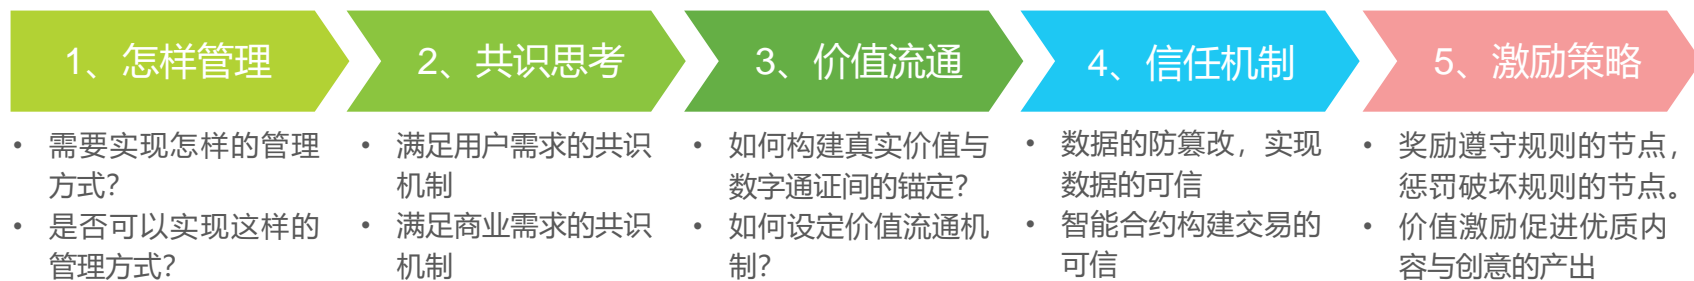 1、怎样管理
• 需要实现怎样的管理
方式?
• 是否可以实现这样的
管理方式?
2、共识思考
• 满足用户需求的共识
机制
• 满足商业需求的共识
机制
3、价值流通
• 如何构建真实价值与
数字通证间的锚定?
• 如何设定价值流通机
制?
4、信任机制
• 数据的防篡改，实现
数据的可信
• 智能合约构建交易的
可信
5、激励策略
• 奖励遵守规则的节点，
惩罚破坏规则的节点。
• 价值激励促进优质内
容与创意的产出